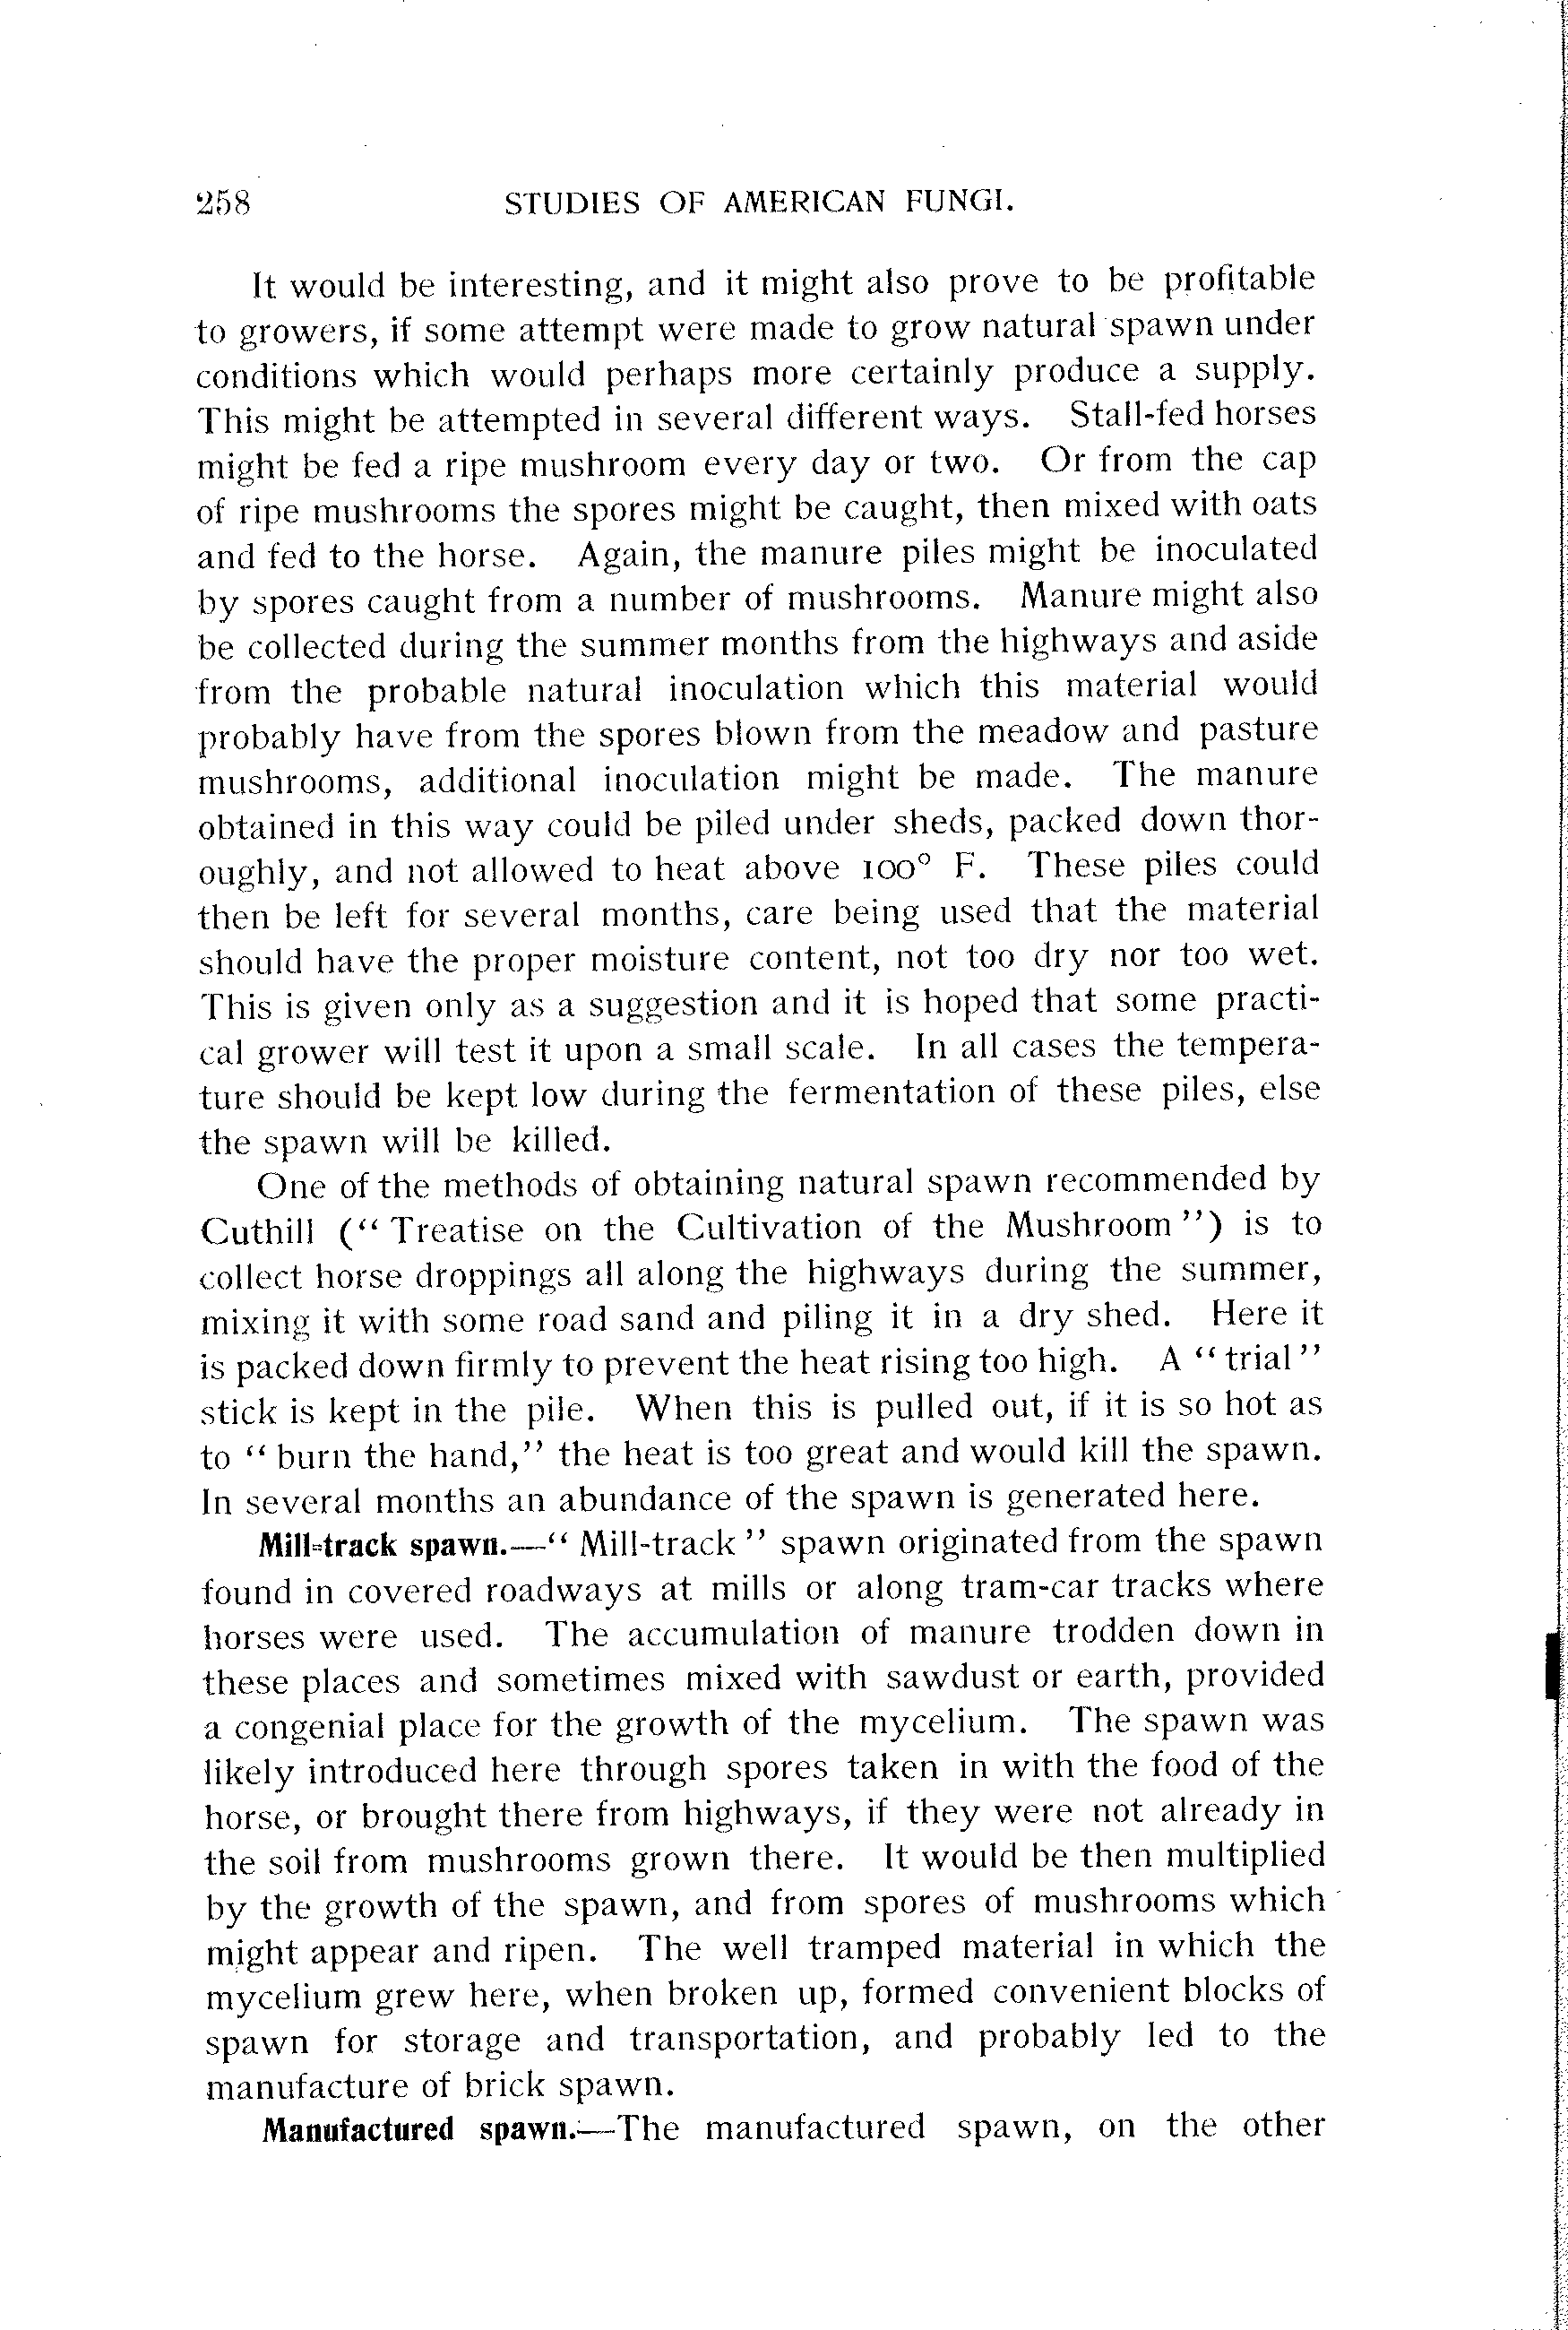 258 STUDIES OF AMERICAN FUNGI.
It would be interesting, and it might also prove to be profitable
to growers, if some attempt were made to grow natural spawn under
conditions which would perhaps more certainly produce a supply.
This might be attempted in several different ways. Stall-fed horses
might be fed a ripe mushroom every day or two. Or from the cap
of ripe mushrooms the spores might be caught, then mixed with oats
and fed to the horse. Again, the manure piles might be inoculated
by spores caught from a number of mushrooms. Manure might also
be collected during the summer months from the highways and aside
from the probable natural inoculation which this material would
probably have from the spores blown from the meadow and pasture
mushrooms, additional inoculation might be made. The manure
obtained in this way could be piled under sheds, packed down thor-
oughly, and not allowed to heat above 100° F. These piles could
then be left for several months, care being used that the material
should have the proper moisture content, not too dry nor too wet.
This is given only as a suggestion and it is hoped that some practi-
cal grower will test it upon a small scale. In all cases the tempera-
ture should be kept low during the fermentation of these piles, else
the spawn will be killed.
One of the methods of obtaining natural spawn recommended by
Cuthill (“Treatise on the Cultivation of the Mushroom”) is to
collect horse droppings all along the highways during the summer,
mixing it with some road sand and piling it in a dry shed. Here it
is packed down firmly to prevent the heat rising too high. A “trial”
stick is kept in the pile. When this is pulled out, if it is so hot as
to “burn the hand,” the heat is too great and would kill the spawn.
In several months an abundance of the spawn is generated here.
Mill-track spawn.—“Mill-track” spawn originated from the spawn
found in covered roadways at mills or along tram-car tracks where
horses were used. The accumulation of manure trodden down in
these places and sometimes mixed with sawdust or earth, provided
a congenial place for the growth of the mycelium. The spawn was
likely introduced here through spores taken in with the food of the
horse, or brought there from highways, if they were not already in
the soil from mushrooms grown there. It would be then multiplied
by the growth of the spawn, and from spores of mushrooms which
might appear and ripen. The well tramped material in which the
mycelium grew here, when broken up, formed convenient blocks of
spawn for storage and transportation, and probably led to the
manufacture of brick spawn.
Manufactured spawn.—The manufactured spawn, on the other